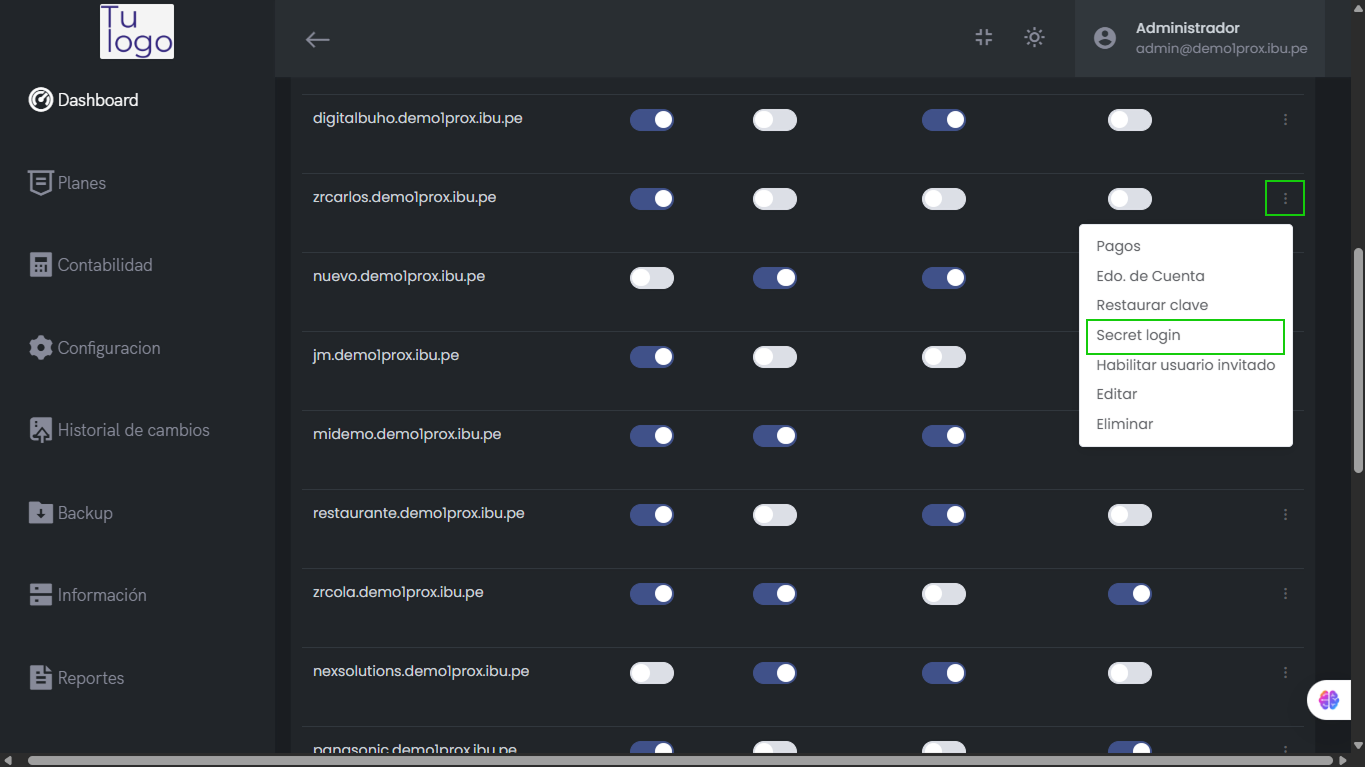 Tu
logo
Administrador
admin@demo1prox.ibu.pe
Dashboard
Planes
Contabilidad
Configuracion
Historial de cambios
Backup
Información
Reportes
digitalbuho.demo1prox.ibu.pe
zrcarlos.demo1prox.ibu.pe
nuevo.demo1prox.ibu.pe
jm.demo1prox.ibu.pe
midemo.demo1prox.ibu.pe
restaurante.demo1prox.ibu.pe
zrcola.demo1prox.ibu.pe
nexsolutions.demo1prox.ibu.pe
panasonic.demo1prox.ibu.pe
Pagos
Edo. de Cuenta
Restaurar clave
Secret login
Habilitar usuario invitado
Editar
Eliminar